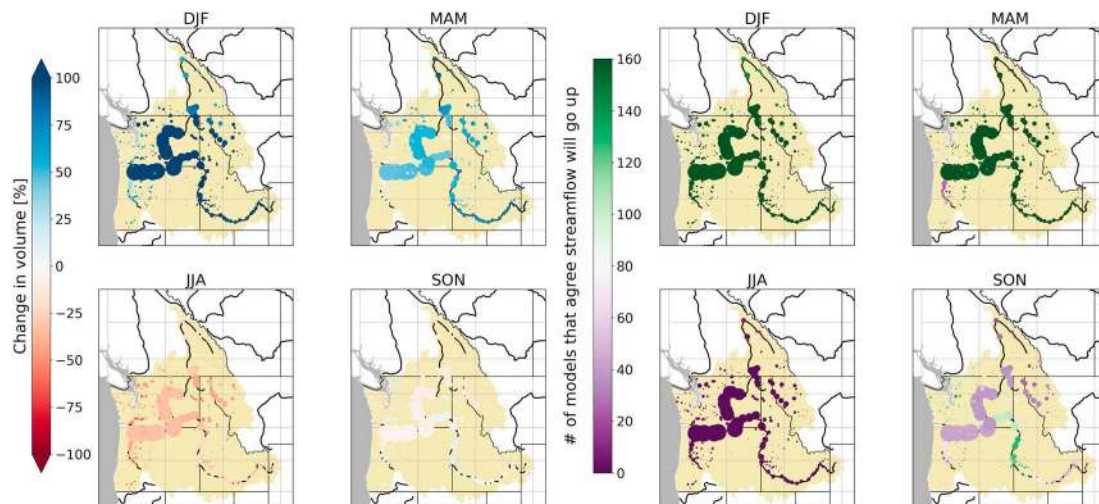 DJF
MAM
DJF
MAM
Change in volume [%]
100
75
50
25
0
−25
−50
−75
−100
# of models that agree streamflow will go up
160
140
120
100
80
60
40
20
0
JJA
SON
JJA
SON